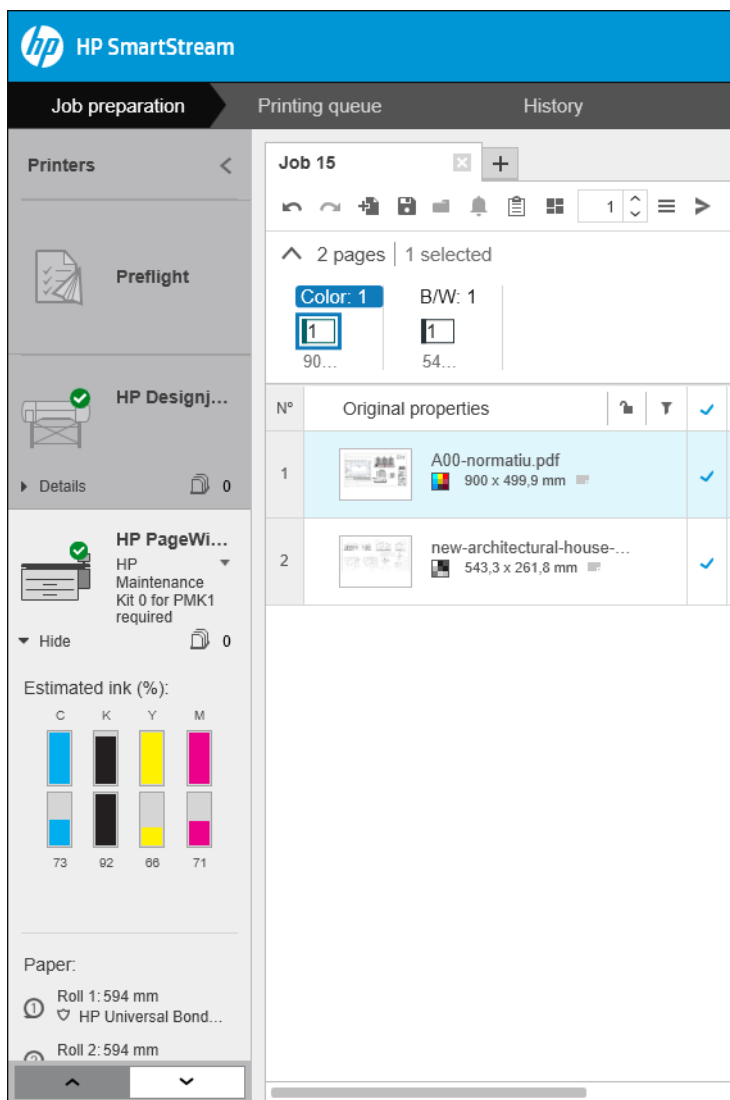 hp HP SmartStream
Job preparation Printing queue History
Printers
Preflight
HP Designj...
Details 0
HP PageWi...
HP
Maintenance
Kit 0 for PMK1
required
Hide 0
Estimated ink (%):
C K Y M
73 92 66 71
Paper:
1 Roll 1: 594 mm
HP Universal Bond...
Roll 2: 594 mm
Job 15
1
2 pages 1 selected
Color: 1 B/W: 1
1 1
90... 54...
Nº Original properties
1 A00-normatiu.pdf
900 x 499,9 mm
2 new-architectural-house-...
543,3 x 261,8 mm